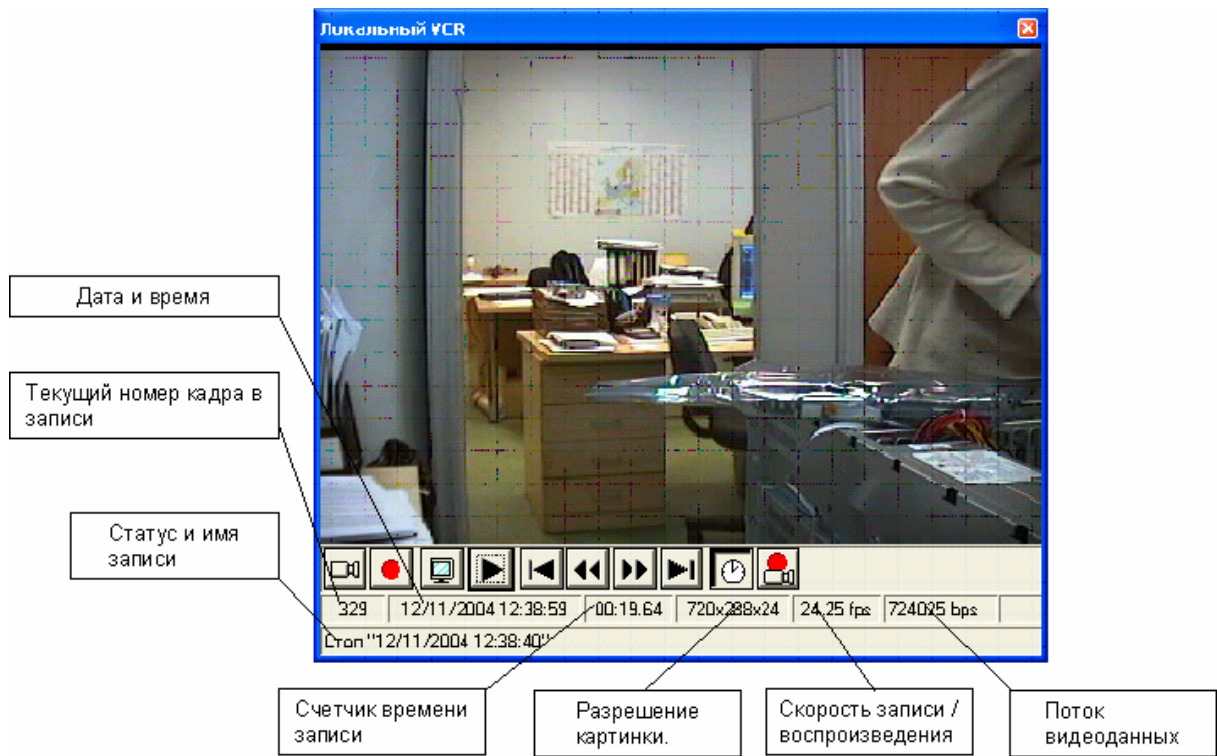 Локальный VCR
Дата и время
Текущий номер кадра в
записи
Статус и имя
записи
329 12/11/2004 12:38:59 00:19.64 720x288x24 24,25 fps 724025 bps
Стоп "12/11/2004 12:38:40"
Счетчик времени
записи
Разрешение
картинки.
Скорость записи /
воспроизведения
Поток
видеоданных